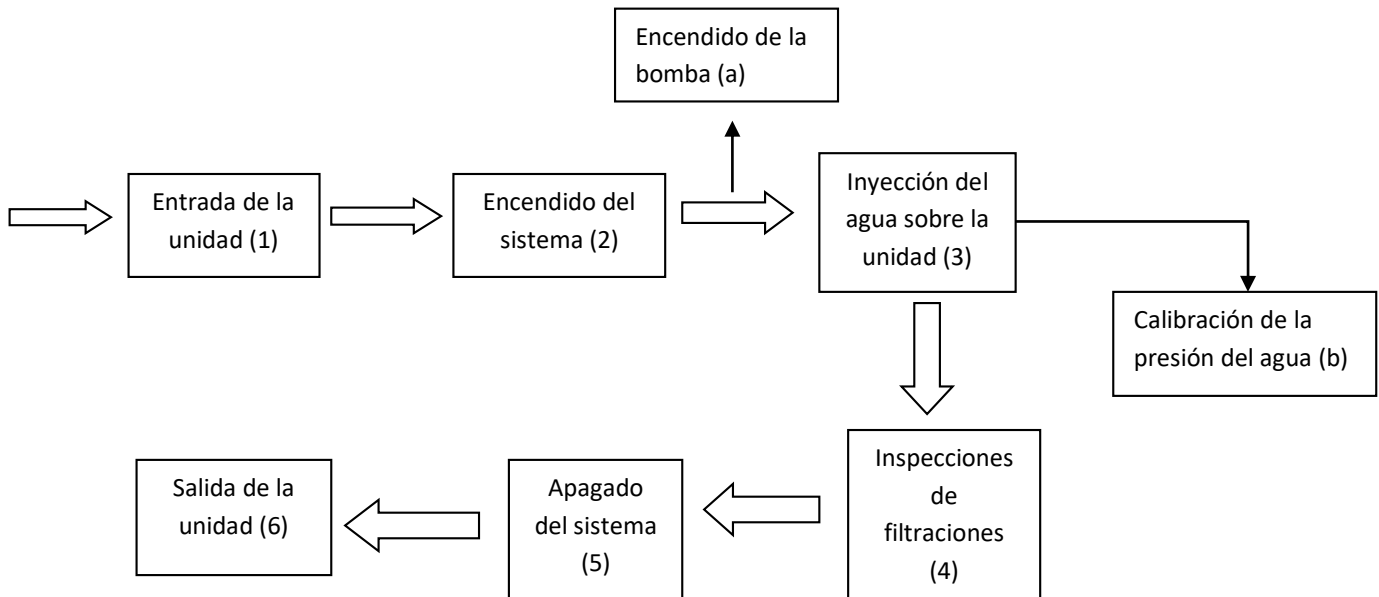 Encendido de la
bomba (a)
Entrada de la
unidad (1)
Encendido del
sistema (2)
Inyección del
agua sobre la
unidad (3)
Calibración de la
presión del agua (b)
Inspecciones
de
filtraciones
(4)
Apagado
del sistema
(5)
Salida de la
unidad (6)